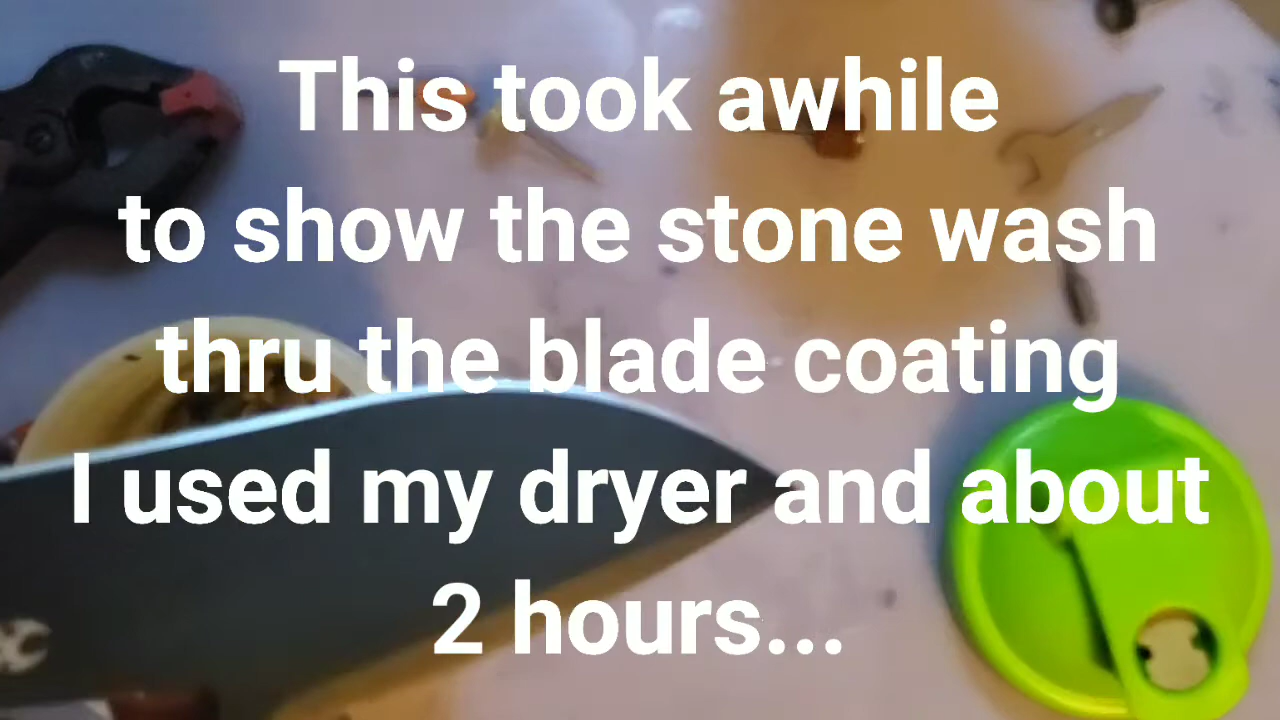 This took awhile
to show the stone wash
thru the blade coating
I used my dryer and about
2 hours...